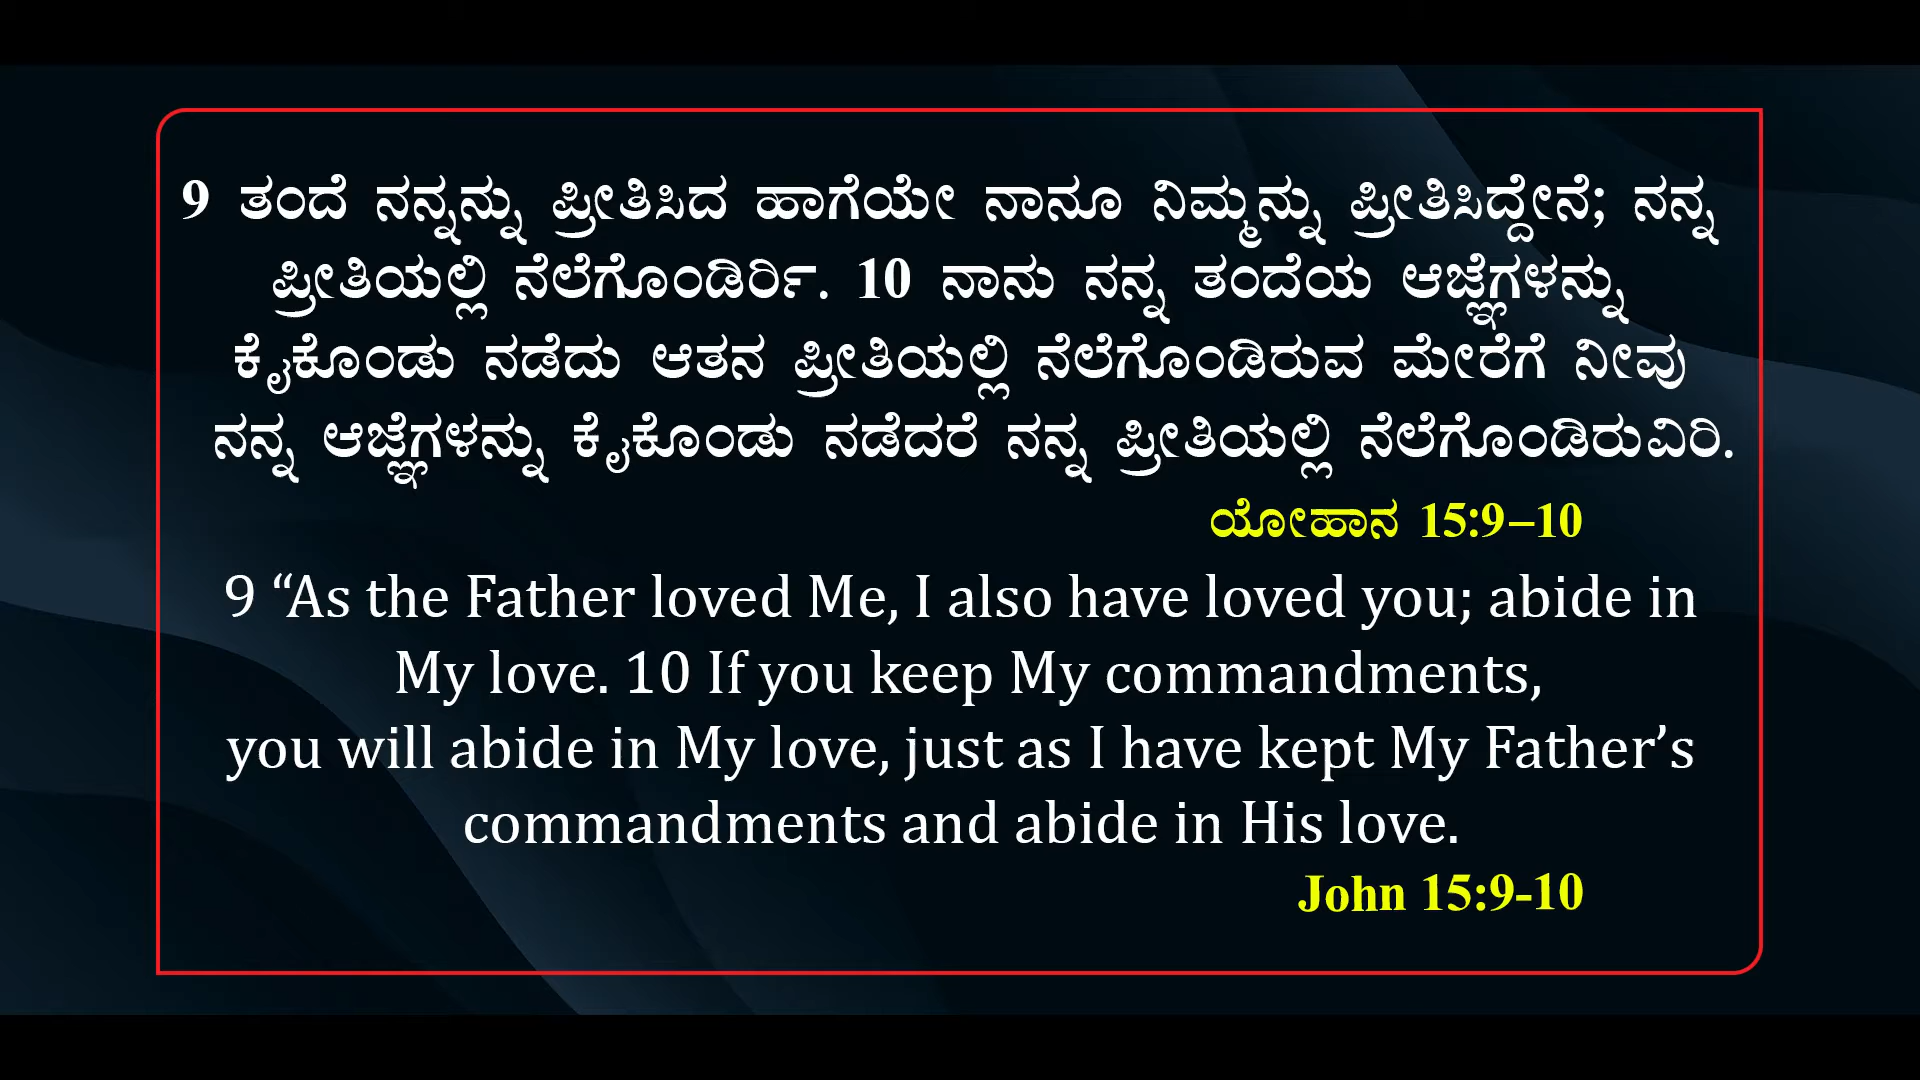 9 ತಂದೆ ನನ್ನನ್ನು ಪ್ರೀತಿಸಿದ ಹಾಗೆಯೇ ನಾನೂ ನಿಮ್ಮನ್ನು ಪ್ರೀತಿಸಿದ್ದೇನೆ; ನನ್ನ
ಪ್ರೀತಿಯಲ್ಲಿ ನೆಲೆಗೊಂಡಿರ್ರಿ. 10 ನಾನು ನನ್ನ ತಂದೆಯ ಆಜ್ಞೆಗಳನ್ನು
ಕೈಕೊಂಡು ನಡೆದು ಆತನ ಪ್ರೀತಿಯಲ್ಲಿ ನೆಲೆಗೊಂಡಿರುವ ಮೇರೆಗೆ ನೀವು
ನನ್ನ ಆಜ್ಞೆಗಳನ್ನು ಕೈಕೊಂಡು ನಡೆದರೆ ನನ್ನ ಪ್ರೀತಿಯಲ್ಲಿ ನೆಲೆಗೊಂಡಿರುವಿರಿ.
ಯೋಹಾನ 15:9–10
9 “As the Father loved Me, I also have loved you; abide in
My love. 10 If you keep My commandments,
you will abide in My love, just as I have kept My Father’s
commandments and abide in His love.
John 15:9-10